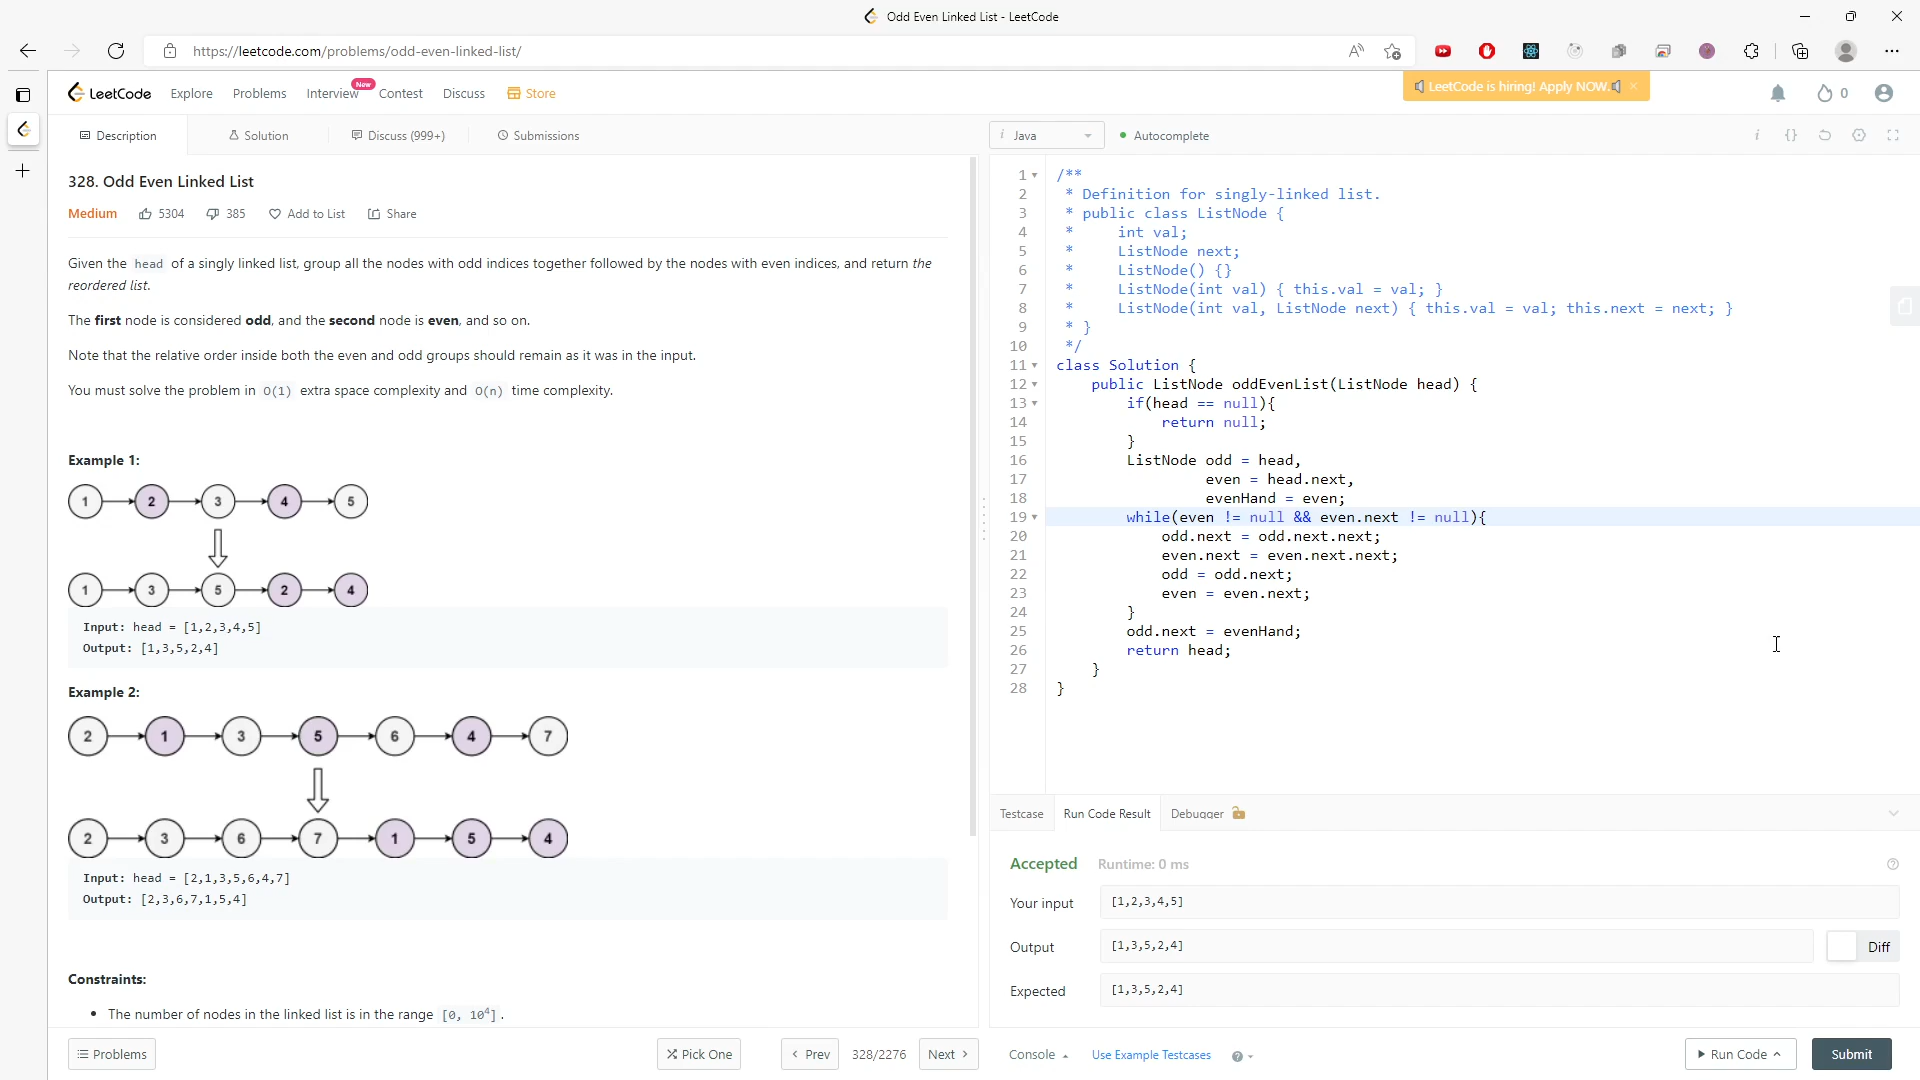 Odd Even Linked List - LeetCode
https://leetcode.com/problems/odd-even-linked-list/
LeetCode
Explore
Problems
Interview
New
Contest
Discuss
Store
LeetCode is hiring! Apply NOW.
0
Description
Solution
Discuss (999+)
Submissions
i Java
Autocomplete
328. Odd Even Linked List
Medium
5304
385
Add to List
Share
Given the head of a singly linked list, group all the nodes with odd indices together followed by the nodes with even indices, and return the
reordered list.
The first node is considered odd, and the second node is even, and so on.
Note that the relative order inside both the even and odd groups should remain as it was in the input.
You must solve the problem in O(1) extra space complexity and O(n) time complexity.
Example 1:
1 2 3 4 5
1 3 5 2 4
Input: head = [1,2,3,4,5]
Output: [1,3,5,2,4]
Example 2:
2 1 3 5 6 4 7
2 3 6 7 1 5 4
Input: head = [2,1,3,5,6,4,7]
Output: [2,3,6,7,1,5,4]
Constraints:
• The number of nodes in the linked list is in the range [0, 10⁴].
Problems
Pick One
Prev
328/2276
Next
1 /**
2  * Definition for singly-linked list.
3  * public class ListNode {
4  *     int val;
5  *     ListNode next;
6  *     ListNode() {}
7  *     ListNode(int val) { this.val = val; }
8  *     ListNode(int val, ListNode next) { this.val = val; this.next = next; }
9  * }
10  */
11 class Solution {
12     public ListNode oddEvenList(ListNode head) {
13         if(head == null){
14             return null;
15         }
16         ListNode odd = head,
17                  even = head.next,
18                  evenHand = even;
19         while(even != null && even.next != null){
20             odd.next = odd.next.next;
21             even.next = even.next.next;
22             odd = odd.next;
23             even = even.next;
24         }
25         odd.next = evenHand;
26         return head;
27     }
28 }
Testcase
Run Code Result
Debugger
Accepted
Runtime: 0 ms
Your input
[1,2,3,4,5]
Output
[1,3,5,2,4]
Diff
Expected
[1,3,5,2,4]
Console
Use Example Testcases
Run Code
Submit